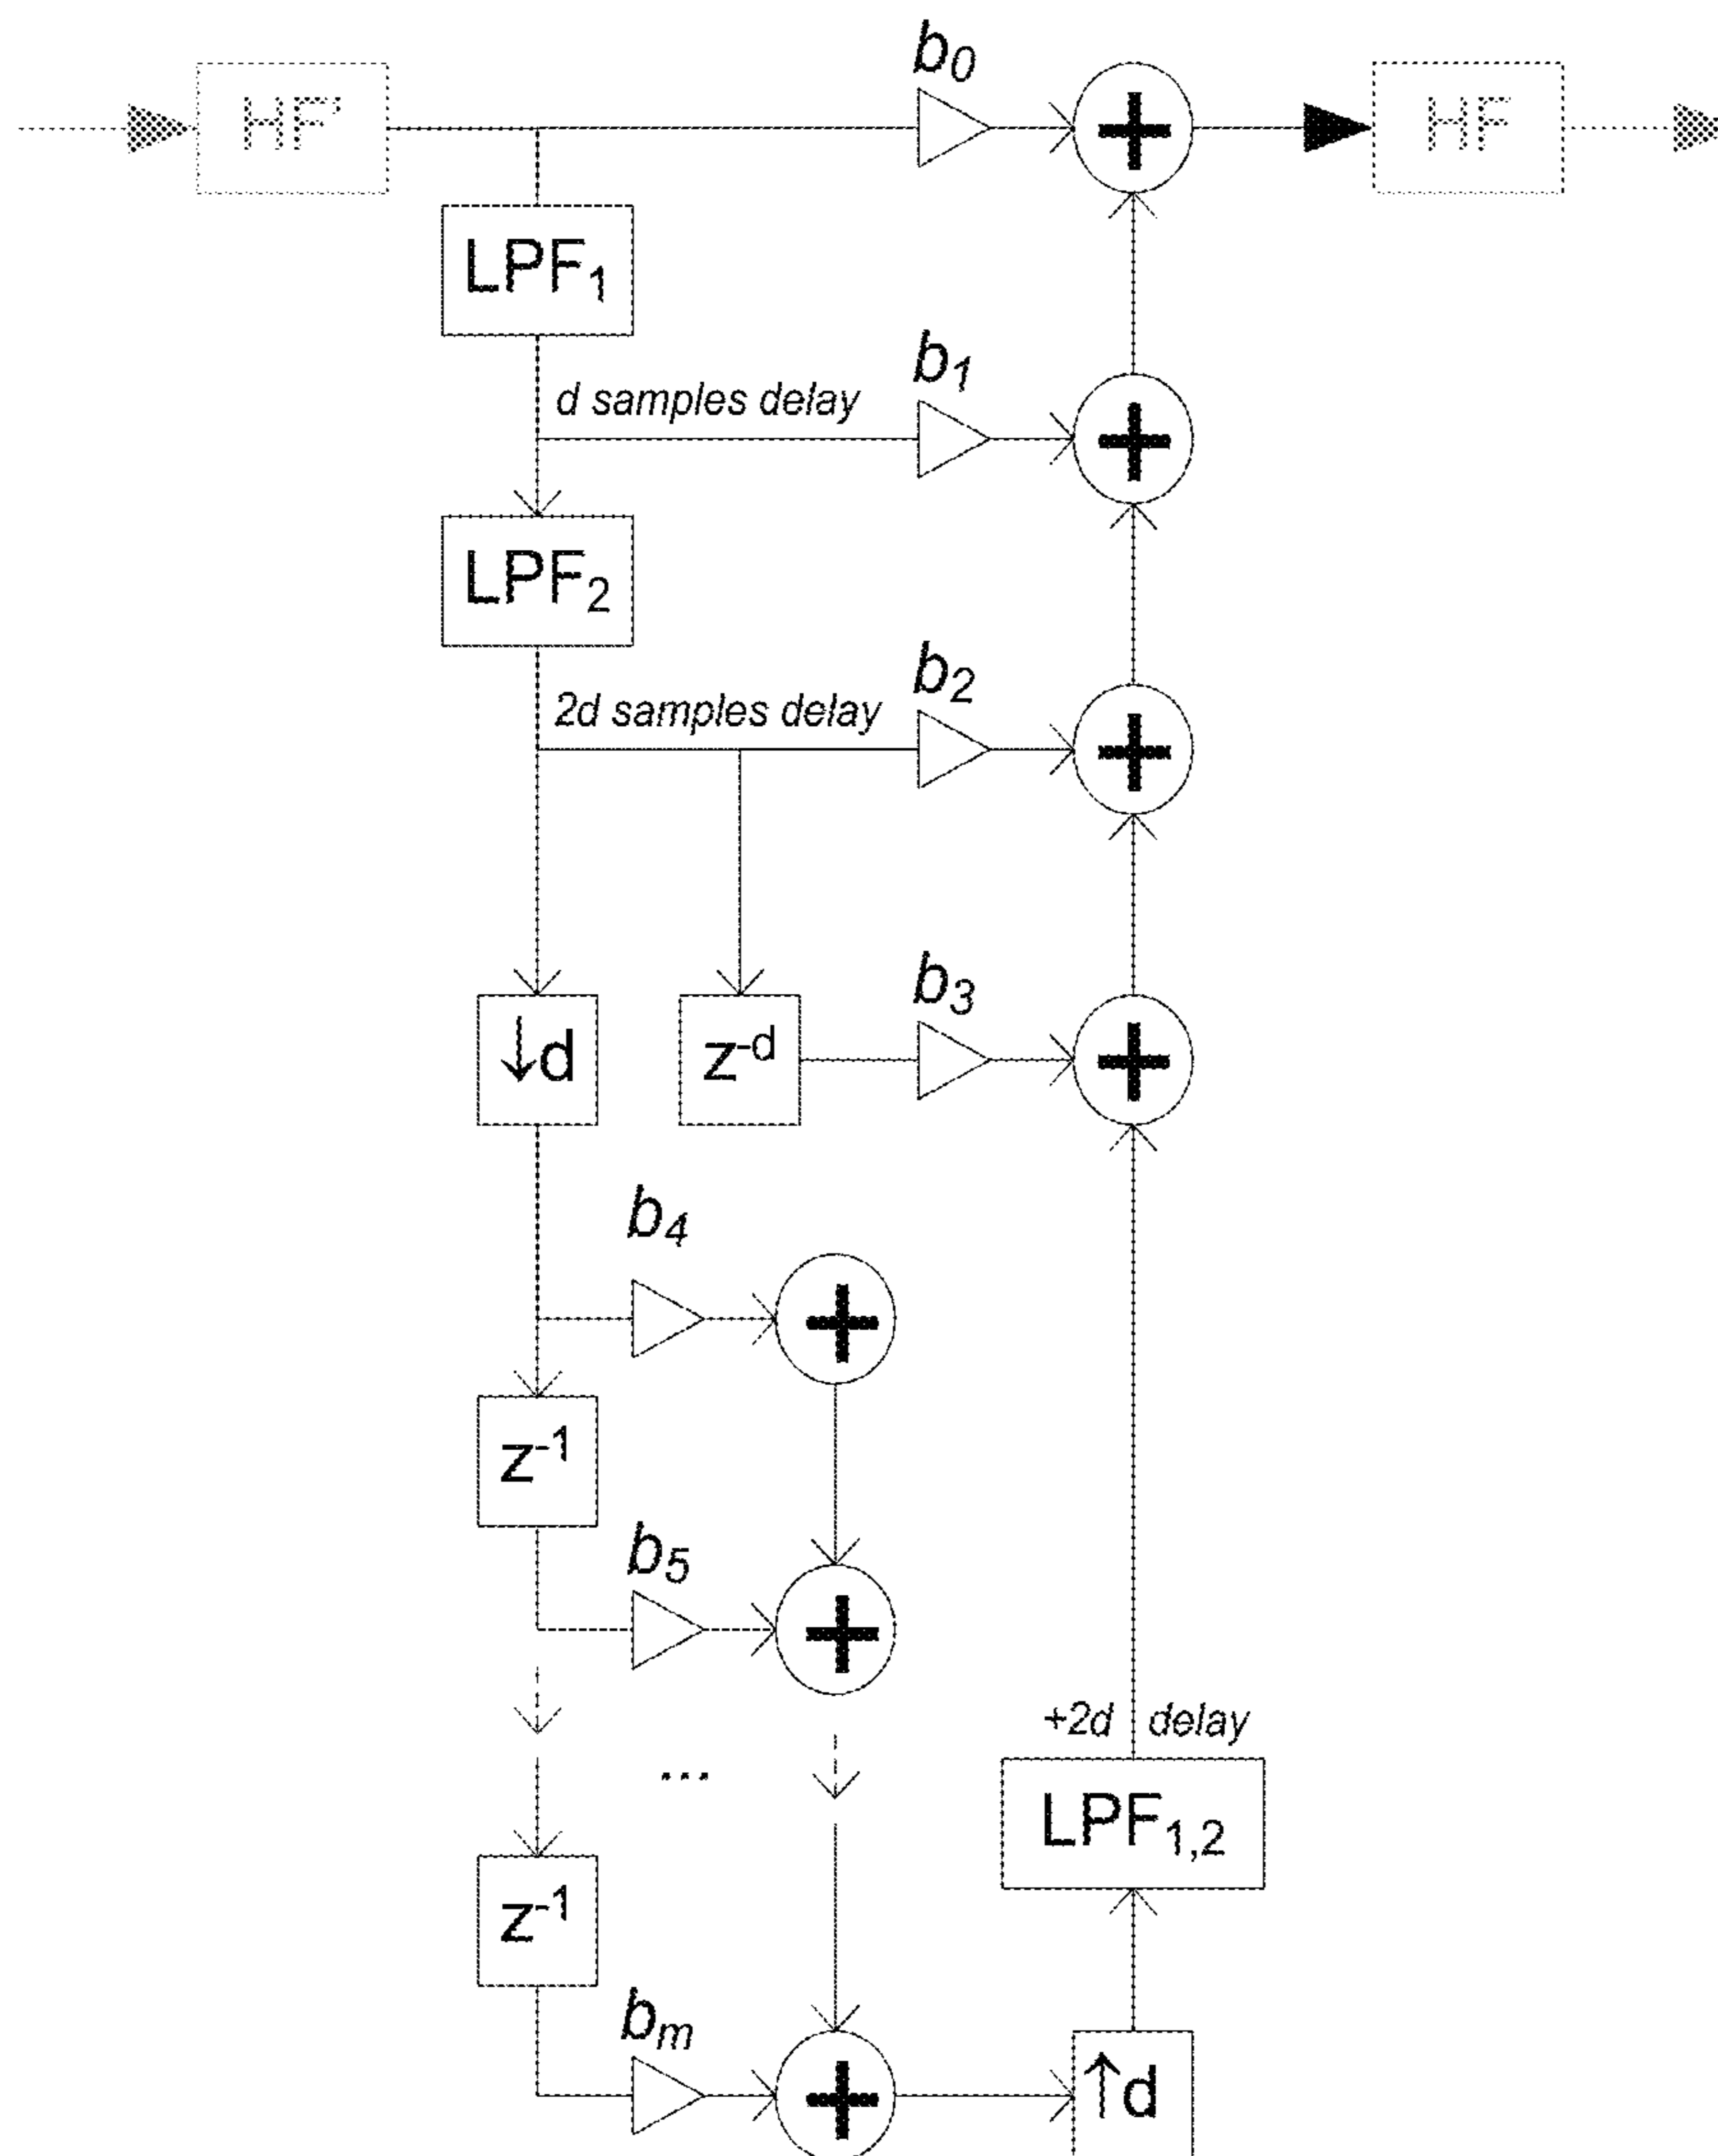 b0
HF' + HF
LPF1
b1
d samples delay
+
LPF2
b2
2d samples delay
+
b3
↓d z-d +
b4
+
z-1
b5
+
+2d delay
...
LPF1,2
z-1
bm
+ ↑d